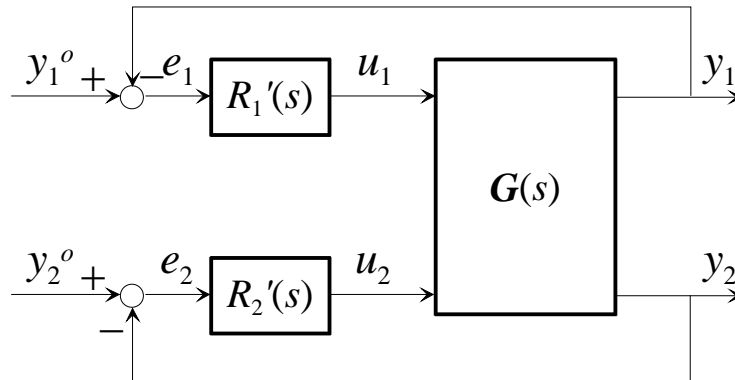 y₁ᵒ + − e₁ R₁'(s) u₁ y₁
G(s)
y₂ᵒ + − e₂ R₂'(s) u₂ y₂